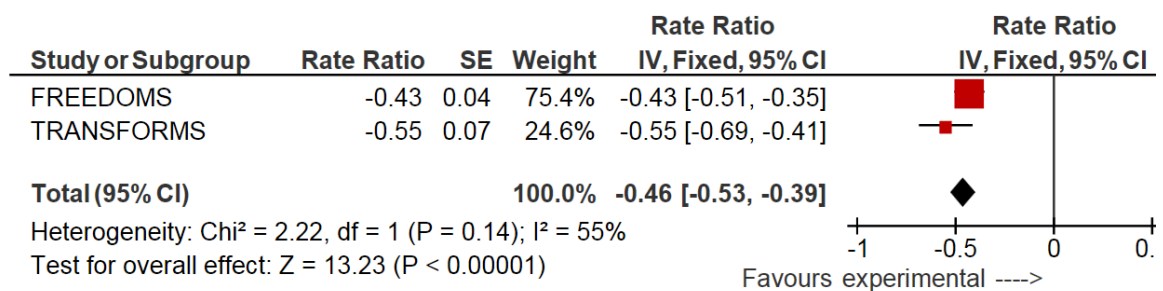 Rate Ratio Rate Ratio
Study or Subgroup Rate Ratio SE Weight IV, Fixed, 95% CI IV, Fixed, 95% CI
FREEDOMS -0.43 0.04 75.4% -0.43 [-0.51, -0.35]
TRANSFORMS -0.55 0.07 24.6% -0.55 [-0.69, -0.41]
Total (95% CI) 100.0% -0.46 [-0.53, -0.39]
Heterogeneity: Chi² = 2.22, df = 1 (P = 0.14); I² = 55%
Test for overall effect: Z = 13.23 (P < 0.00001)
-1 -0.5 0 0.
Favours experimental ---->